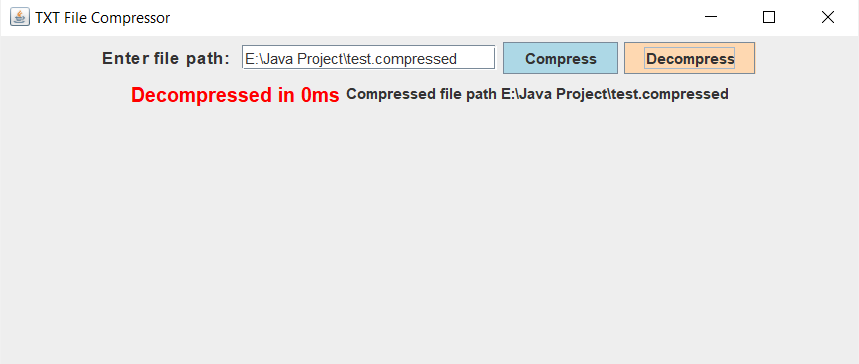 TXT File Compressor
Enter file path: E:\Java Project\test.compressed Compress Decompress
Decompressed in 0ms Compressed file path E:\Java Project\test.compressed